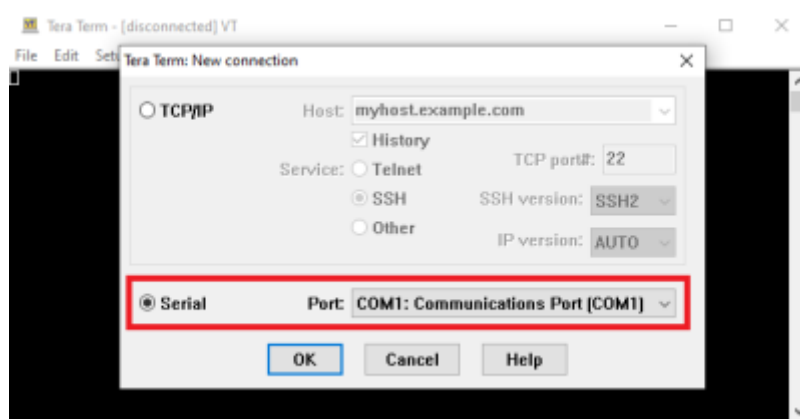 Tera Term - [disconnected] VT
File Edit Set
Tera Term: New connection
TCP/IP Host: myhost.example.com
History
Service: Telnet TCP port#: 22
SSH SSH version: SSH2
Other IP version: AUTO
Serial Port: COM1: Communications Port (COM1)
OK Cancel Help